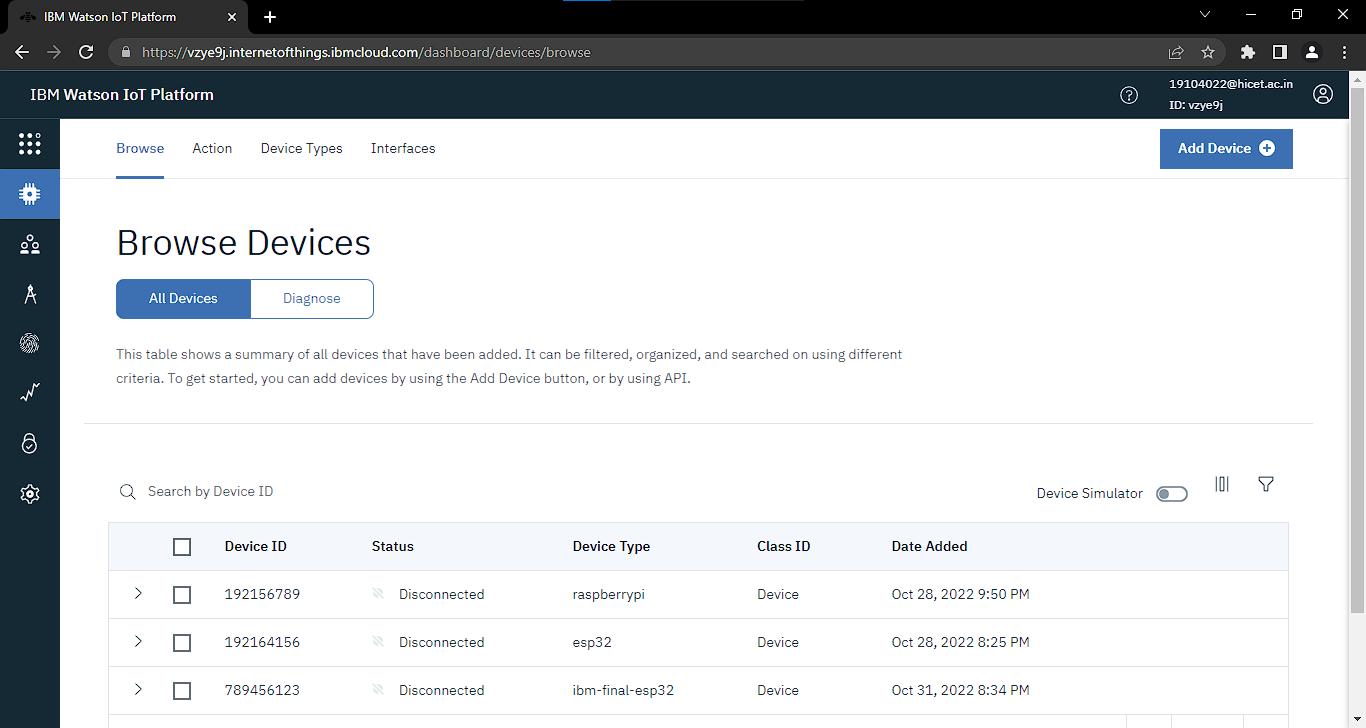 IBM Watson IoT Platform
https://vzye9j.internetofthings.ibmcloud.com/dashboard/devices/browse
IBM Watson IoT Platform
19104022@hicet.ac.in
ID: vzye9j
Browse Action Device Types Interfaces Add Device
Browse Devices
All Devices Diagnose
This table shows a summary of all devices that have been added. It can be filtered, organized, and searched on using different
criteria. To get started, you can add devices by using the Add Device button, or by using API.
Search by Device ID Device Simulator
Device ID Status Device Type Class ID Date Added
192156789 Disconnected raspberrypi Device Oct 28, 2022 9:50 PM
192164156 Disconnected esp32 Device Oct 28, 2022 8:25 PM
789456123 Disconnected ibm-final-esp32 Device Oct 31, 2022 8:34 PM